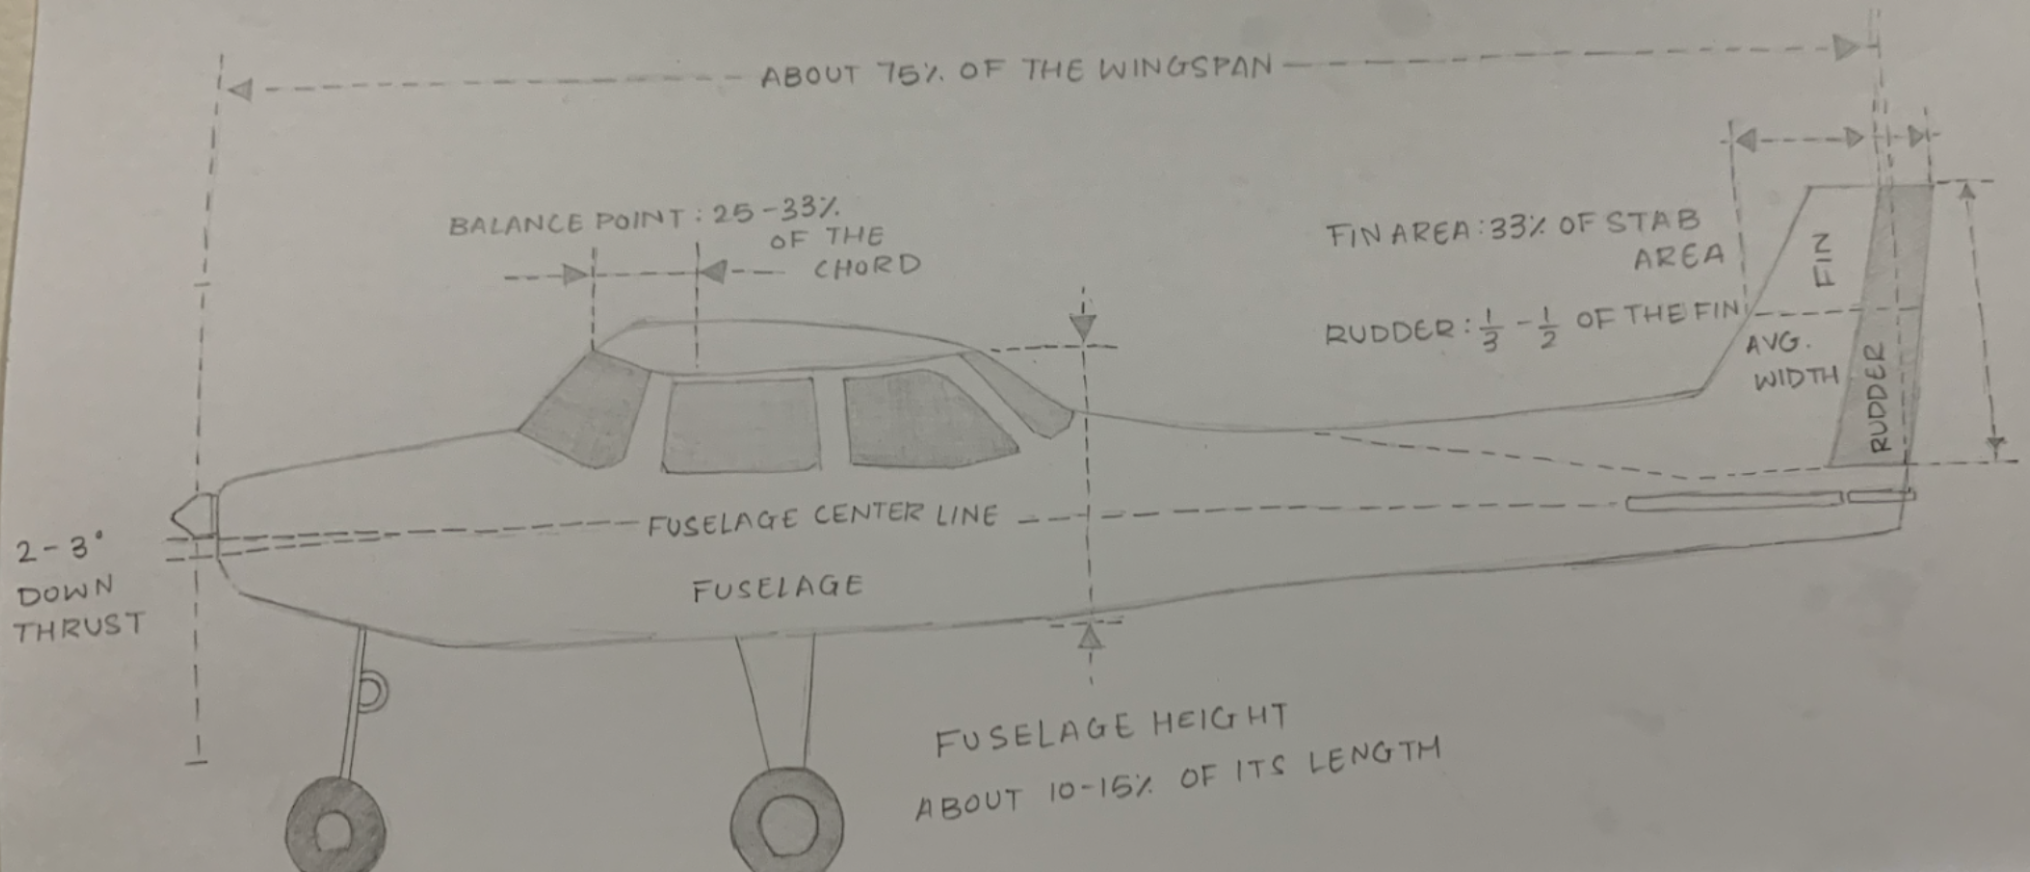 ABOUT 75% OF THE WINGSPAN
BALANCE POINT: 25-33%
OF THE
CHORD
FIN AREA: 33% OF STAB
AREA
RUDDER: 1/3 - 1/2 OF THE FIN
FIN
AVG.
WIDTH
RUDDER
FUSELAGE CENTER LINE
2-3°
DOWN
THRUST
FUSELAGE
FUSELAGE HEIGHT
ABOUT 10-15% OF ITS LENGTH